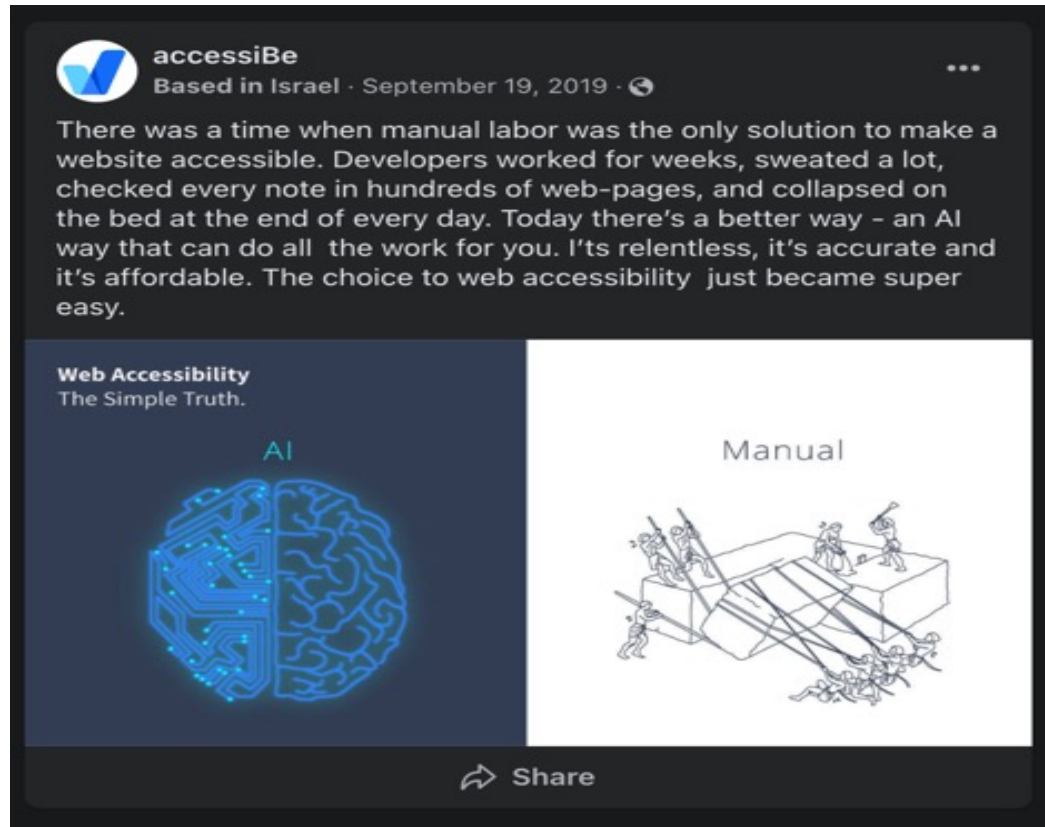 accessiBe
Based in Israel · September 19, 2019 ·
There was a time when manual labor was the only solution to make a
website accessible. Developers worked for weeks, sweated a lot,
checked every note in hundreds of web-pages, and collapsed on
the bed at the end of every day. Today there's a better way – an AI
way that can do all  the work for you. I'ts relentless, it's accurate and
it's affordable. The choice to web accessibility  just became super
easy.
Web Accessibility
The Simple Truth.
AI
Manual
Share